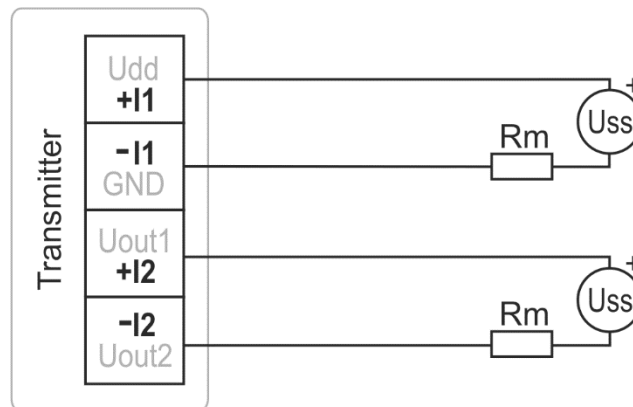 Transmitter
Udd
+I1
-I1
GND
Uout1
+I2
-I2
Uout2
Rm
+
Uss
Rm
+
Uss